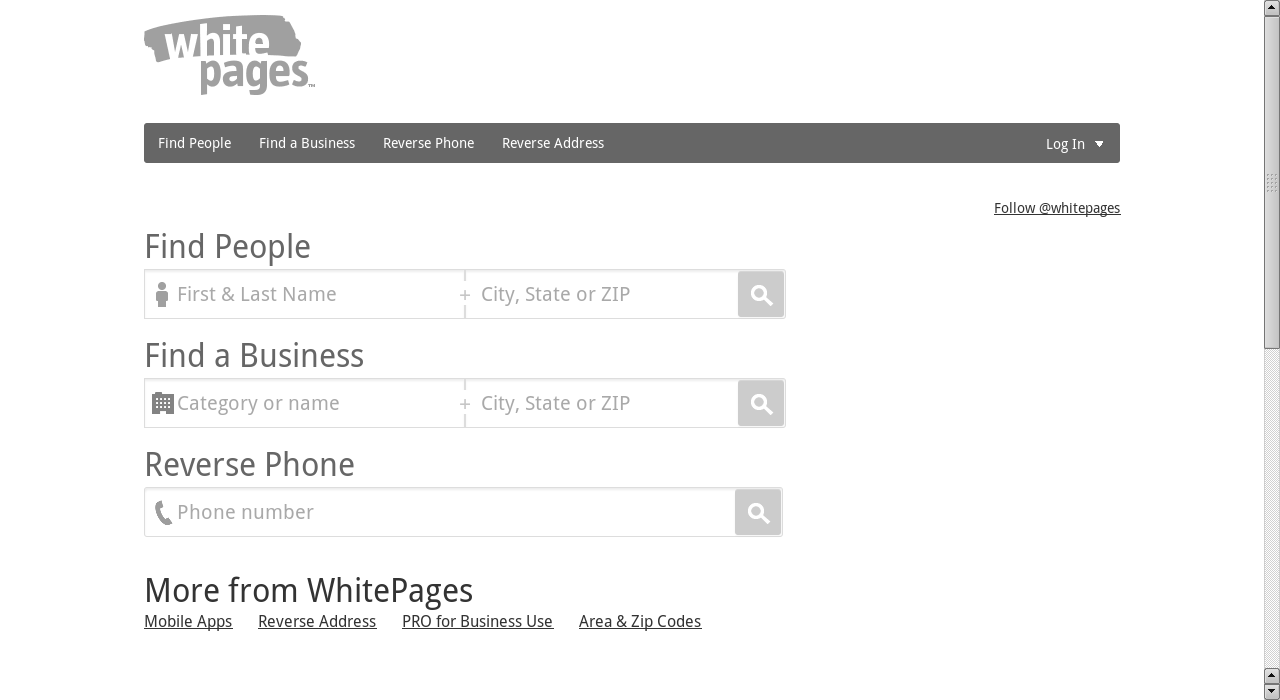 white
pages™
Find People Find a Business Reverse Phone Reverse Address Log In
Follow @whitepages
Find People
First & Last Name + City, State or ZIP
Find a Business
Category or name + City, State or ZIP
Reverse Phone
Phone number
More from WhitePages
Mobile Apps Reverse Address PRO for Business Use Area & Zip Codes